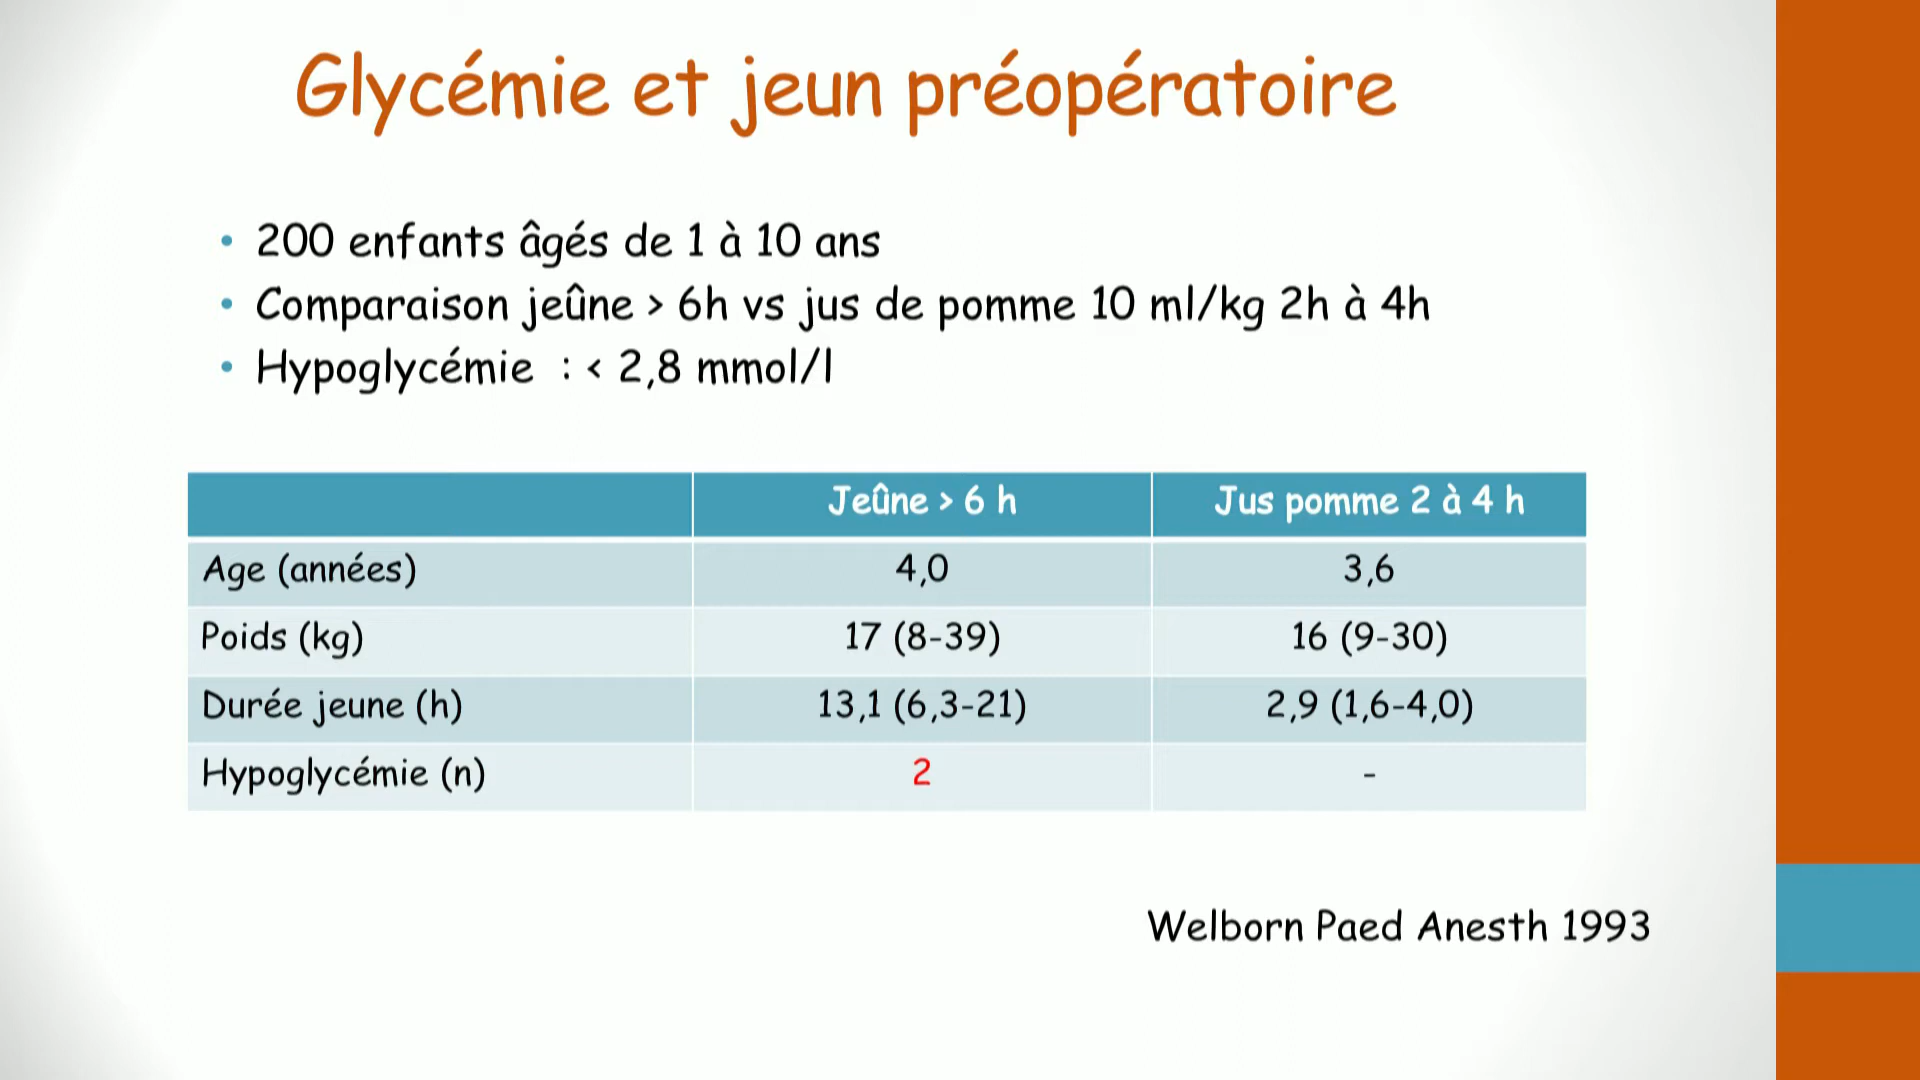 Glycémie et jeun préopératoire
• 200 enfants âgés de 1 à 10 ans
• Comparaison jeûne > 6h vs jus de pomme 10 ml/kg 2h à 4h
• Hypoglycémie : < 2,8 mmol/l
Jeûne > 6 h Jus pomme 2 à 4 h
Age (années) 4,0 3,6
Poids (kg) 17 (8-39) 16 (9-30)
Durée jeune (h) 13,1 (6,3-21) 2,9 (1,6-4,0)
Hypoglycémie (n) 2 -
Welborn Paed Anesth 1993